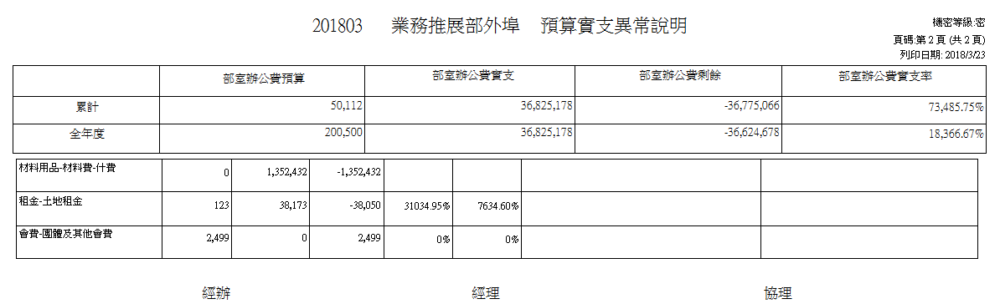 201803 業務推展部外埠 預算實支異常說明
機密等級:密
頁碼:第 2 頁 (共 2 頁)
列印日期: 2018/3/23
部室辦公費預算 部室辦公費實支 部室辦公費剩餘 部室辦公費實支率
累計 50,112 36,825,178 -36,775,066 73,485.75%
全年度 200,500 36,825,178 -36,624,678 18,366.67%
材料用品-材料費-什費 0 1,352,432 -1,352,432
租金-土地租金 123 38,173 -38,050 31034.95% 7634.60%
會費-團體及其他會費 2,499 0 2,499 0% 0%
經辦 經理 協理